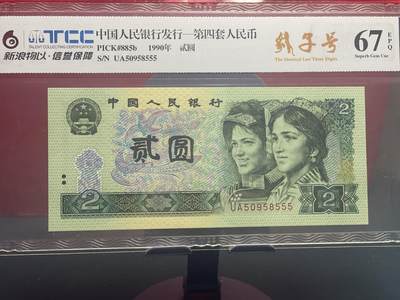 TCC
TALENT COLLECTING CERTIFICATION
新浪物以·信誉保障
中国人民银行发行—第四套人民币
PICK#885b 1990年 贰圆
S/N UA50958555
豹子号
The Identical Last Three Digits
67 EPQ
Superb Gem Unc
中国人民银行
2
贰圆
UA50958555
2
2